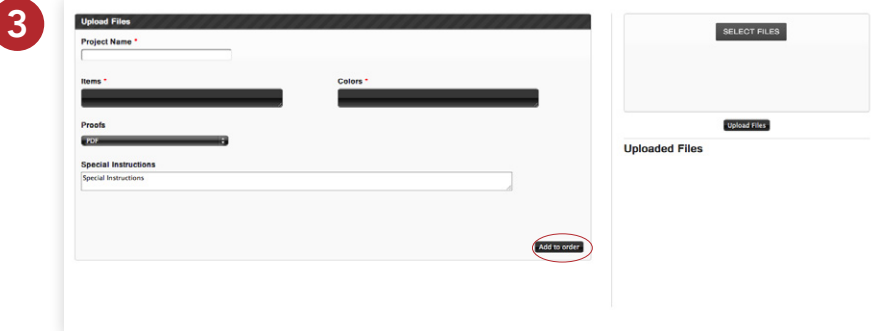 3
Upload Files
Project Name *
Items *
Colors *
Proofs
PDF
Special Instructions
Special Instructions
Add to order
SELECT FILES
Upload Files
Uploaded Files